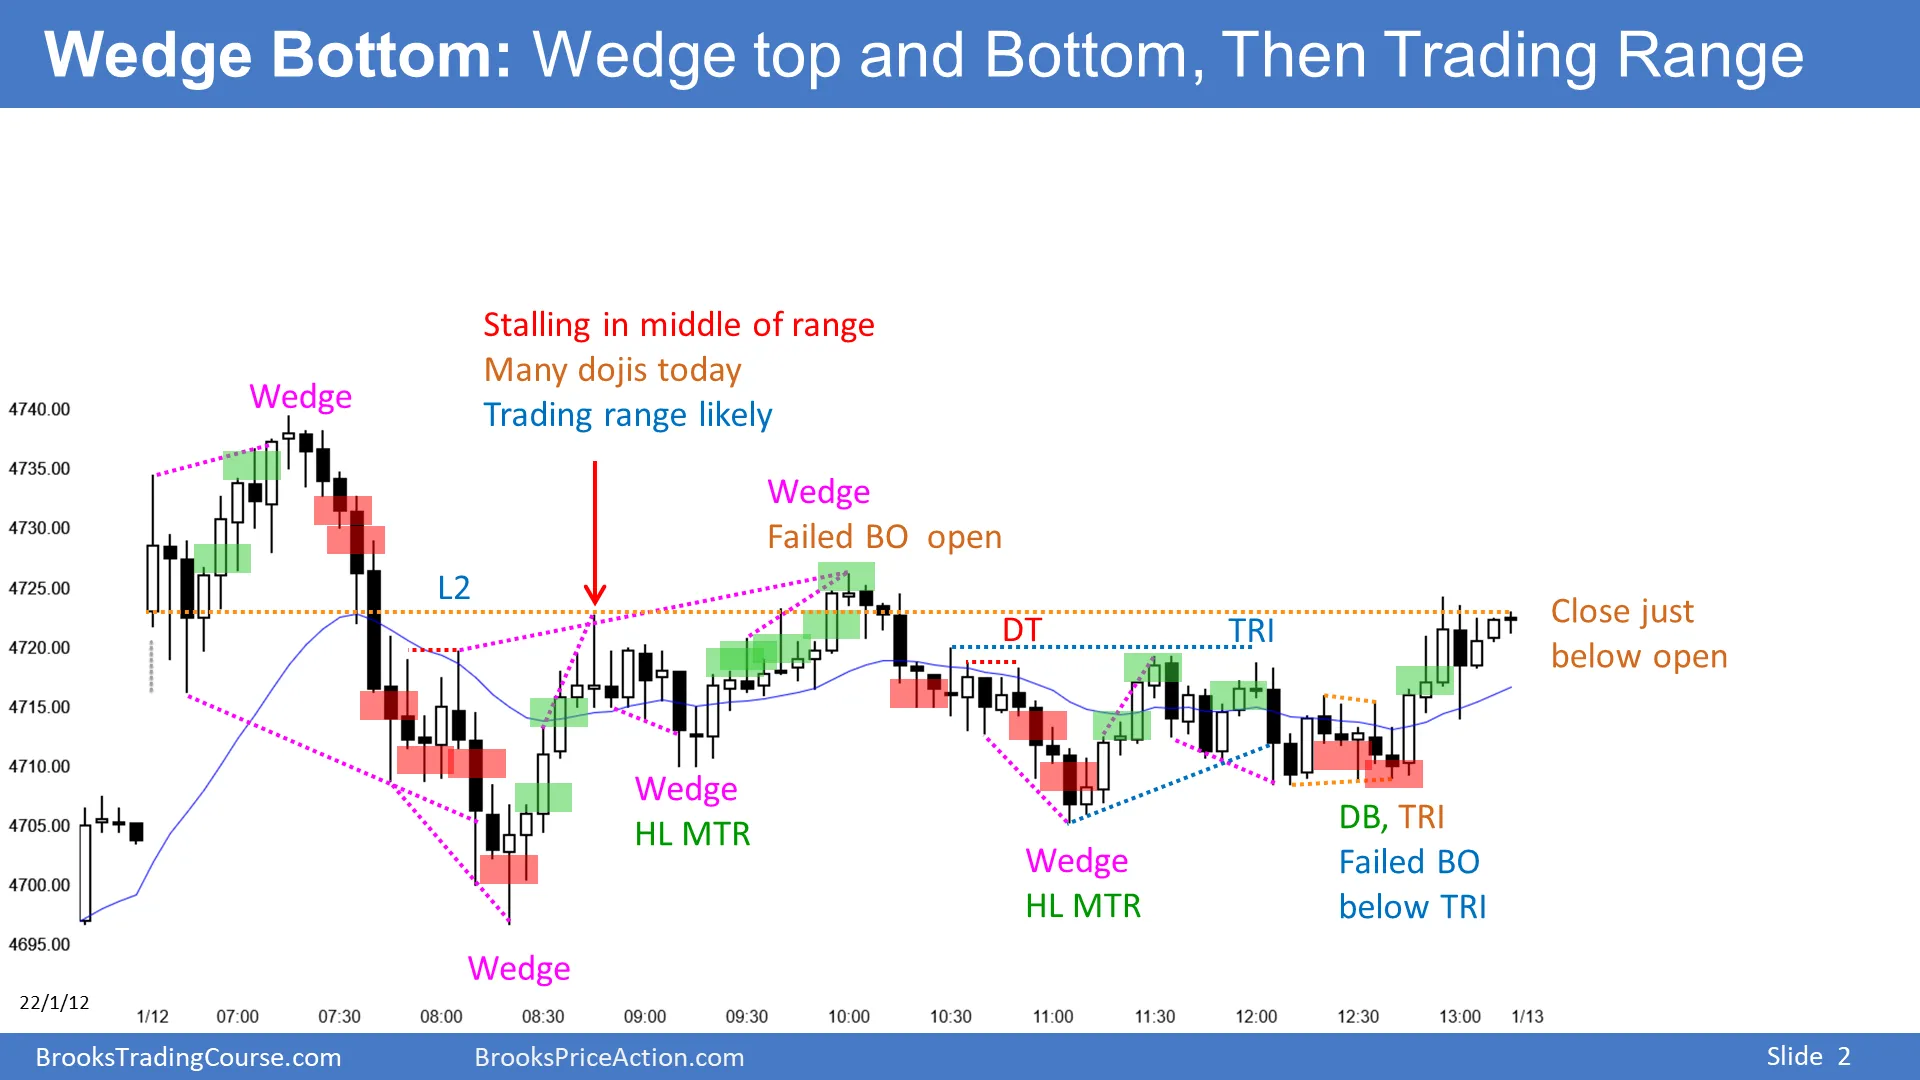 Wedge Bottom: Wedge top and Bottom, Then Trading Range
Stalling in middle of range
Many dojis today
Trading range likely
Wedge
4740.00
4735.00
4730.00
4725.00
4720.00
4715.00
4710.00
4705.00
4700.00
4695.00
L2
Wedge
Failed BO open
DT
TRI
Close just
below open
Wedge
HL MTR
Wedge
Wedge
HL MTR
DB, TRI
Failed BO
below TRI
22/1/12
1/12 07:00 07:30 08:00 08:30 09:00 09:30 10:00 10:30 11:00 11:30 12:00 12:30 13:00 1/13
BrooksTradingCourse.com BrooksPriceAction.com Slide 2